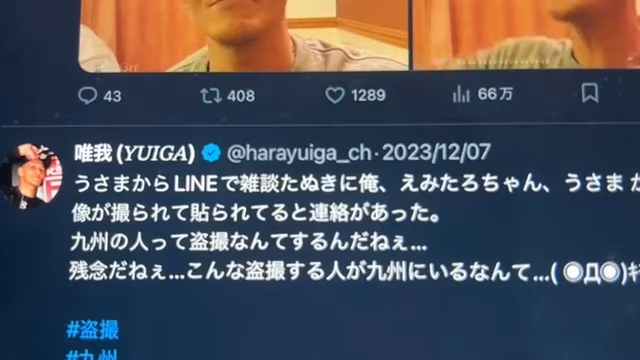 43 408 1289 66万
唯我 (YUIGA) @harayuiga_ch · 2023/12/07
うさまからLINEで雑談たぬきに俺、えみたろちゃん、うさま
像が撮られて貼られてると連絡があった。
九州の人って盗撮なんてするんだねぇ...
残念だねぇ...こんな盗撮する人が九州にいるなんて...( ◉Д◉)
#盗撮
#九州